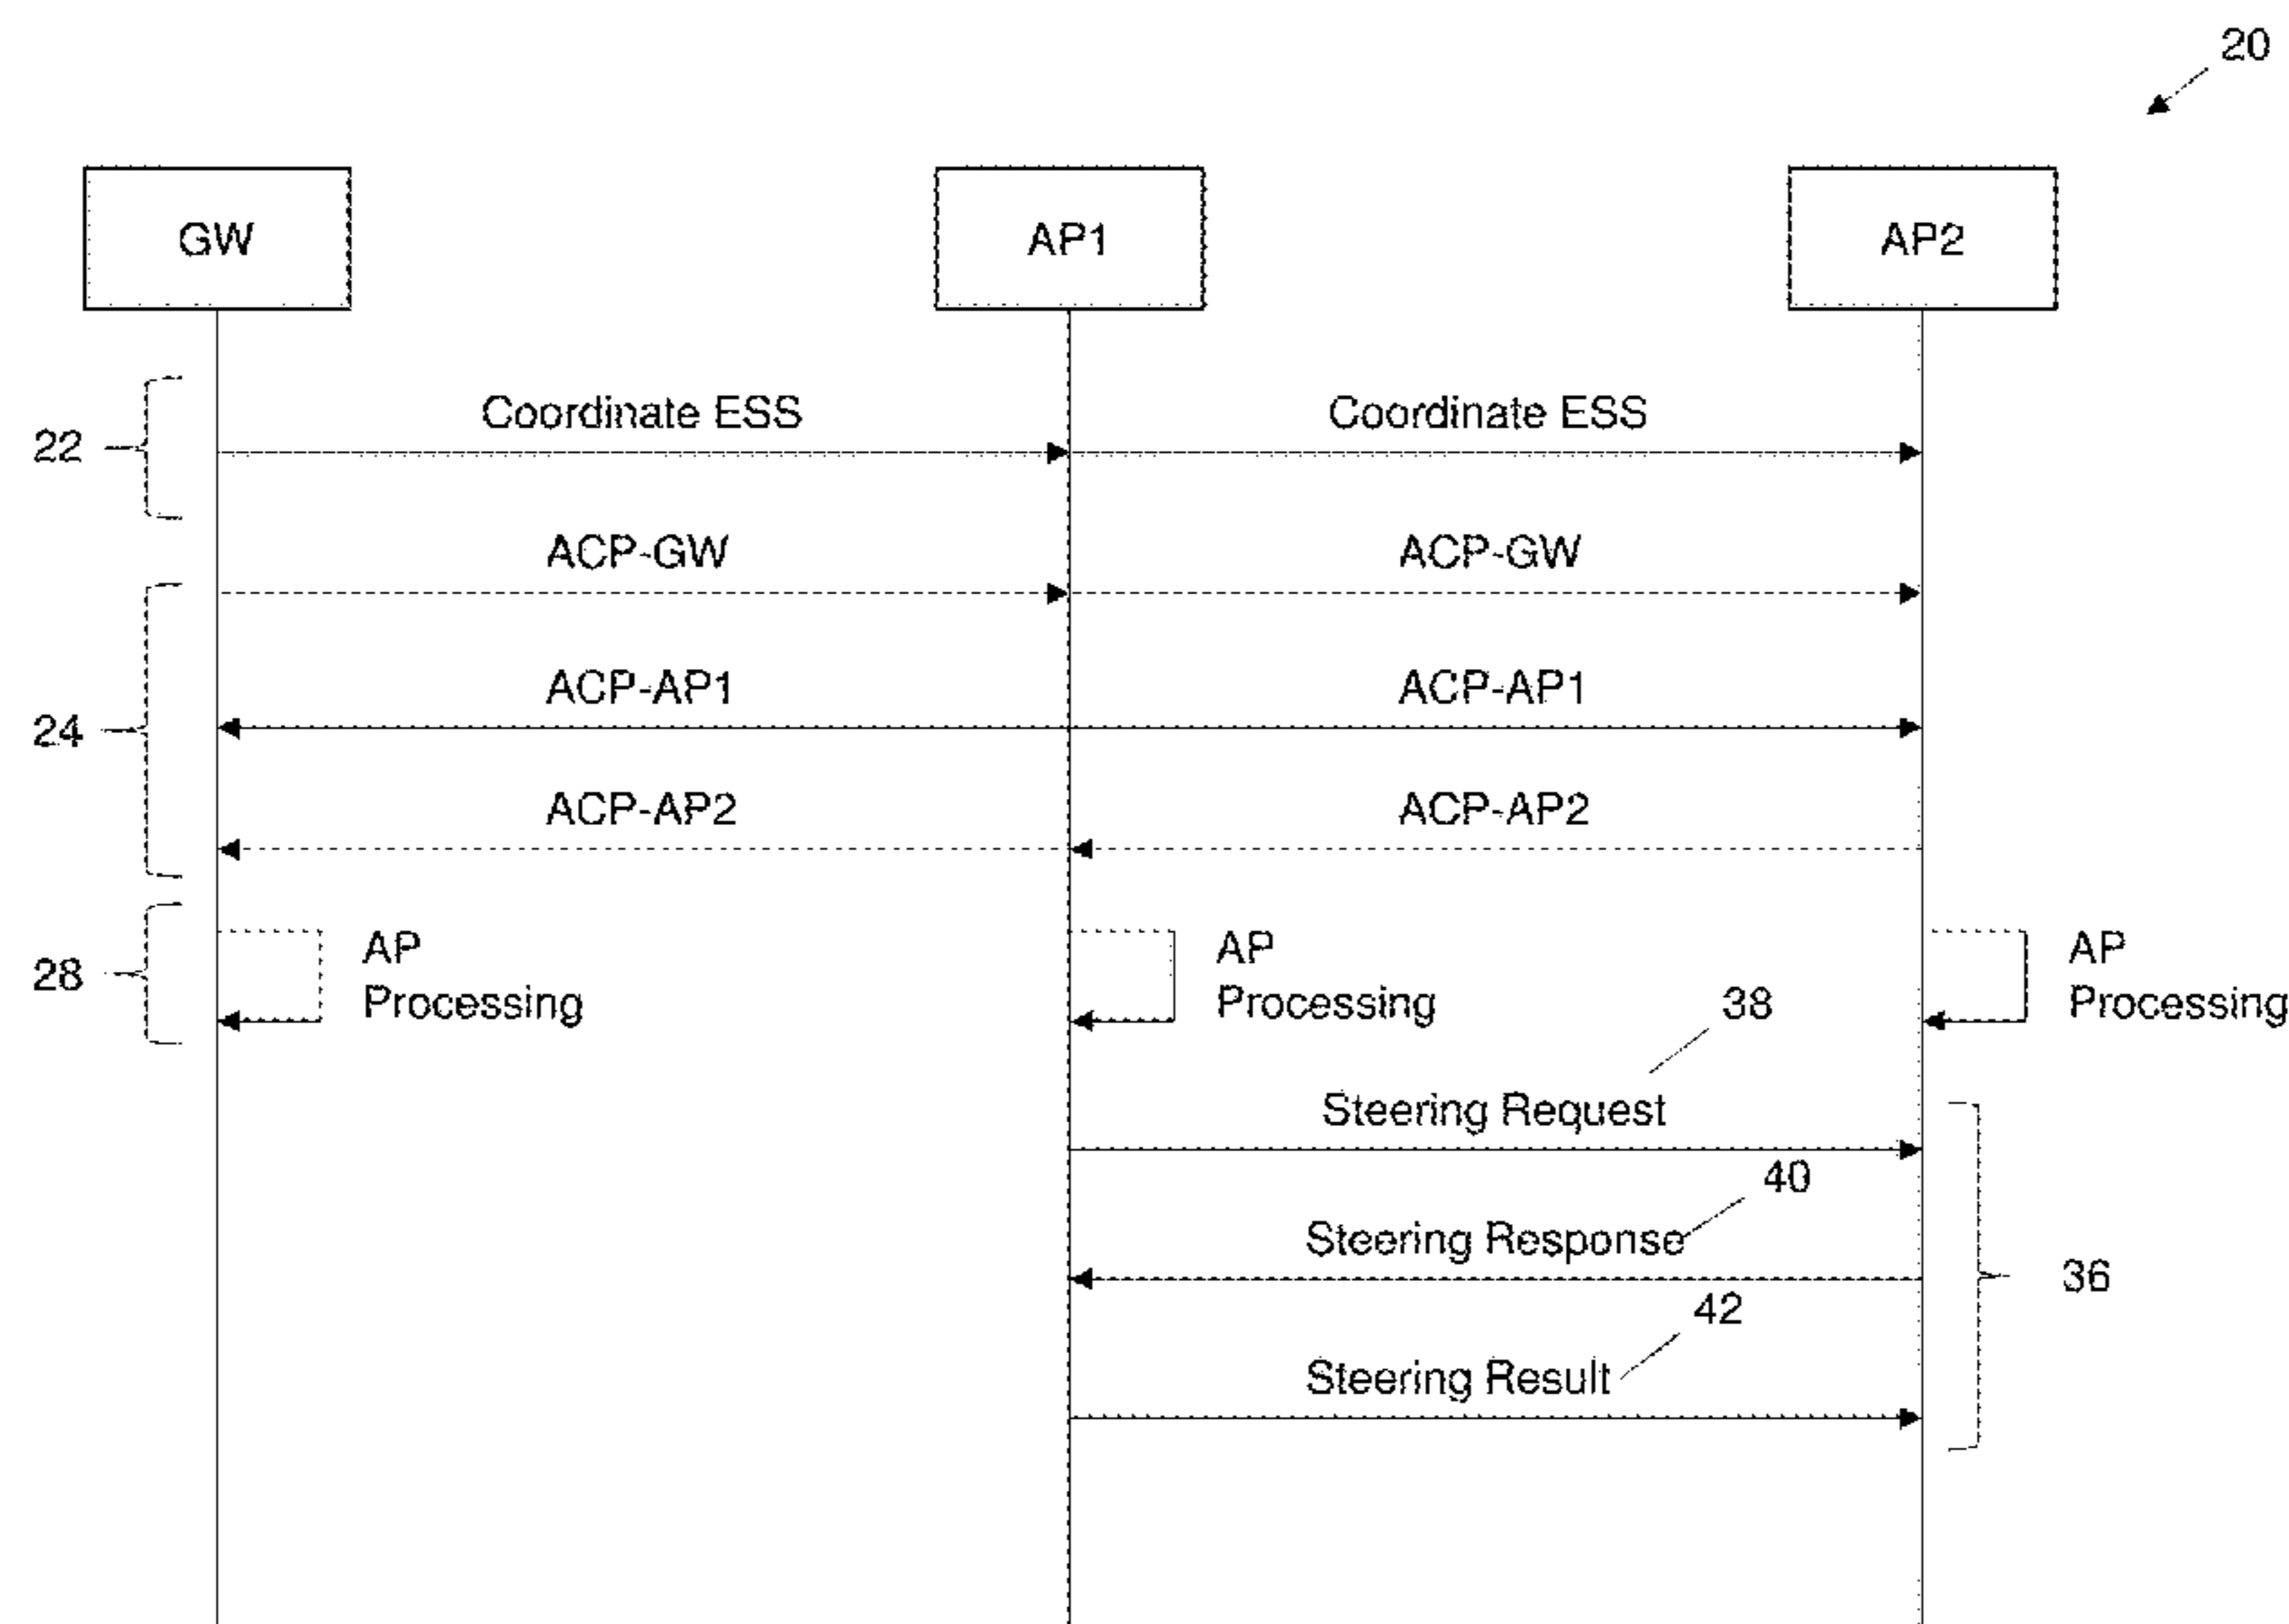 20
GW
AP1
AP2
Coordinate ESS
Coordinate ESS
22
ACP-GW
ACP-GW
ACP-AP1
ACP-AP1
24
ACP-AP2
ACP-AP2
28
AP
Processing
AP
Processing
AP
Processing
38
Steering Request
40
Steering Response
36
42
Steering Result